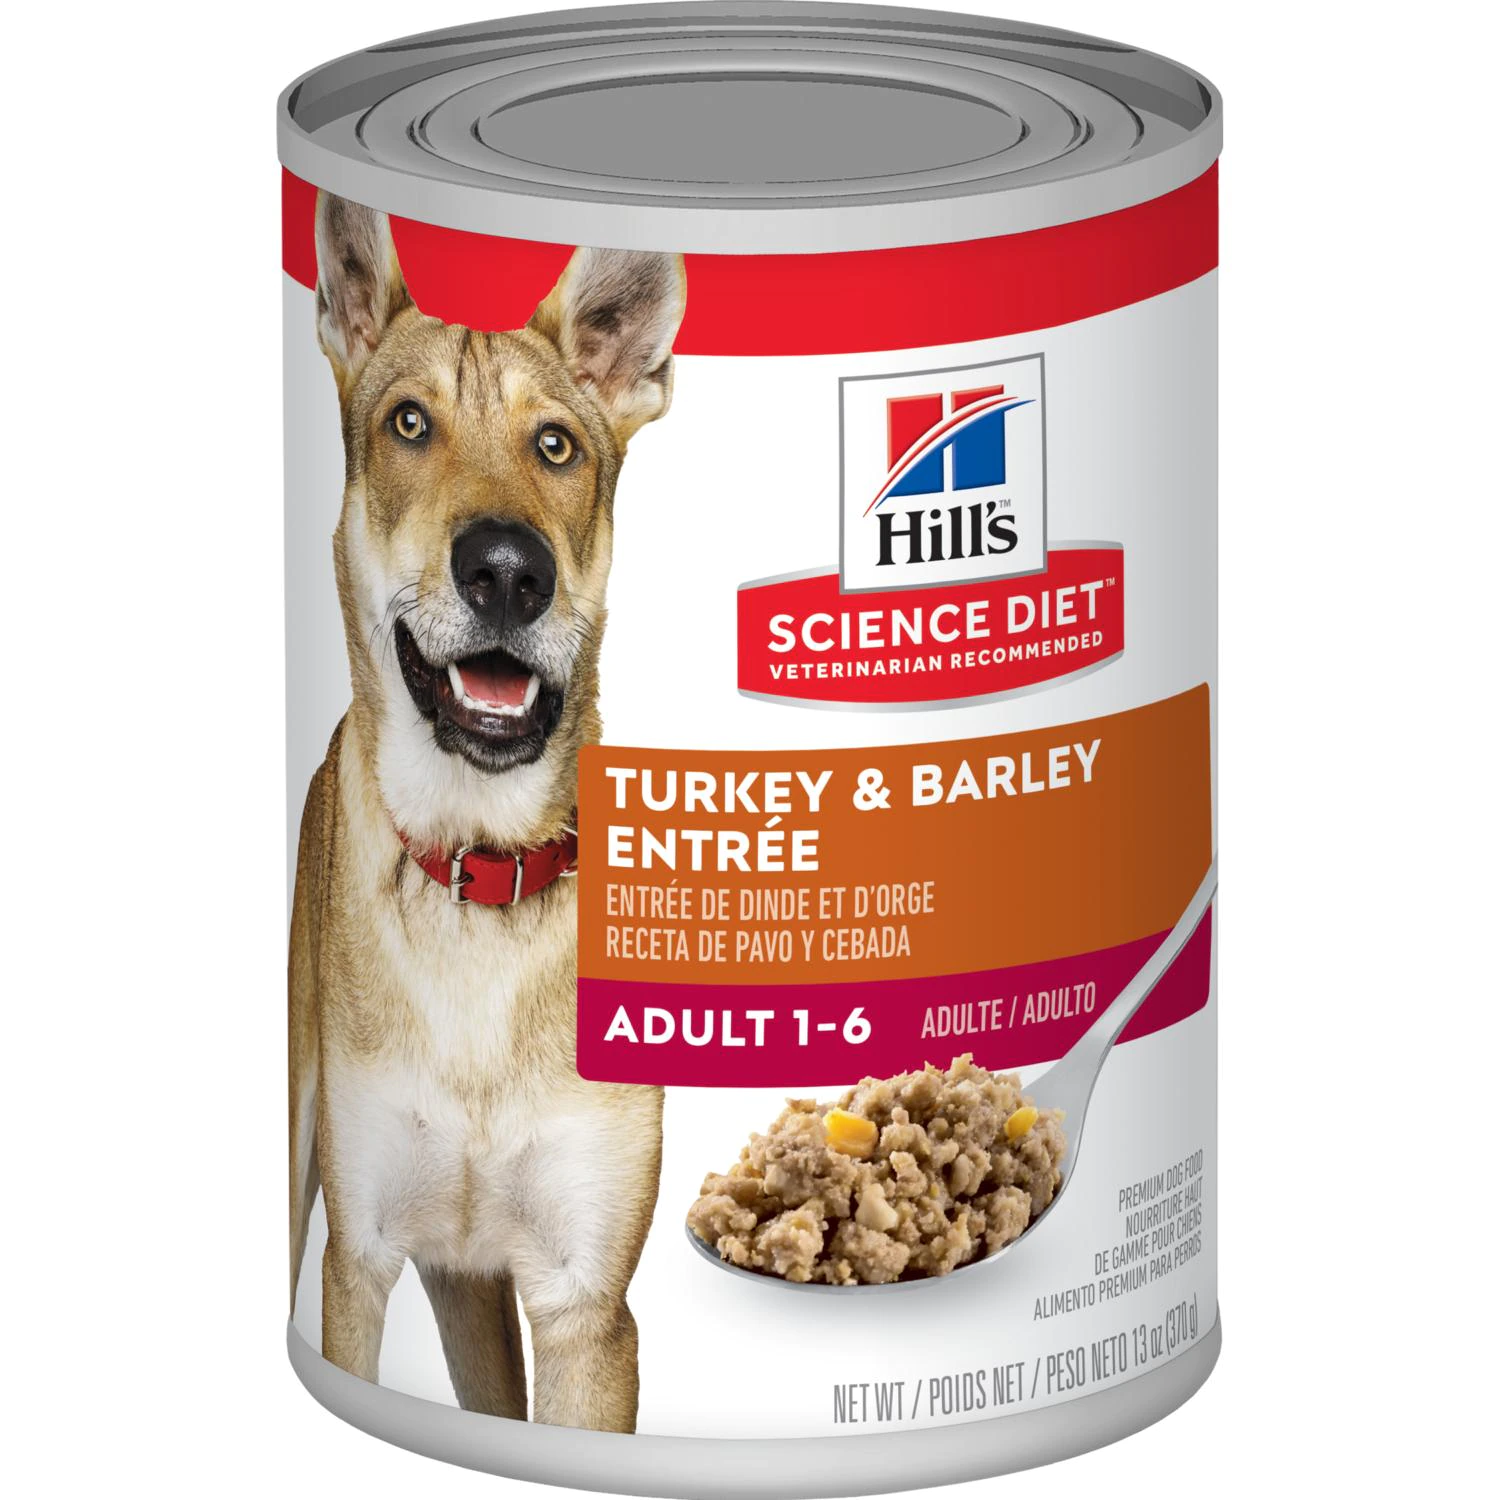 Hill's™
SCIENCE DIET™
VETERINARIAN RECOMMENDED
TURKEY & BARLEY
ENTRÉE
ENTRÉE DE DINDE ET D'ORGE
RECETA DE PAVO Y CEBADA
ADULT 1-6 ADULTE / ADULTO
PREMIUM DOG FOOD
NOURRITURE HAUT
DE GAMME POUR CHIENS
ALIMENTO PREMIUM PARA PERROS
NET WT / POIDS NET / PESO NETO 13 oz (370 g)